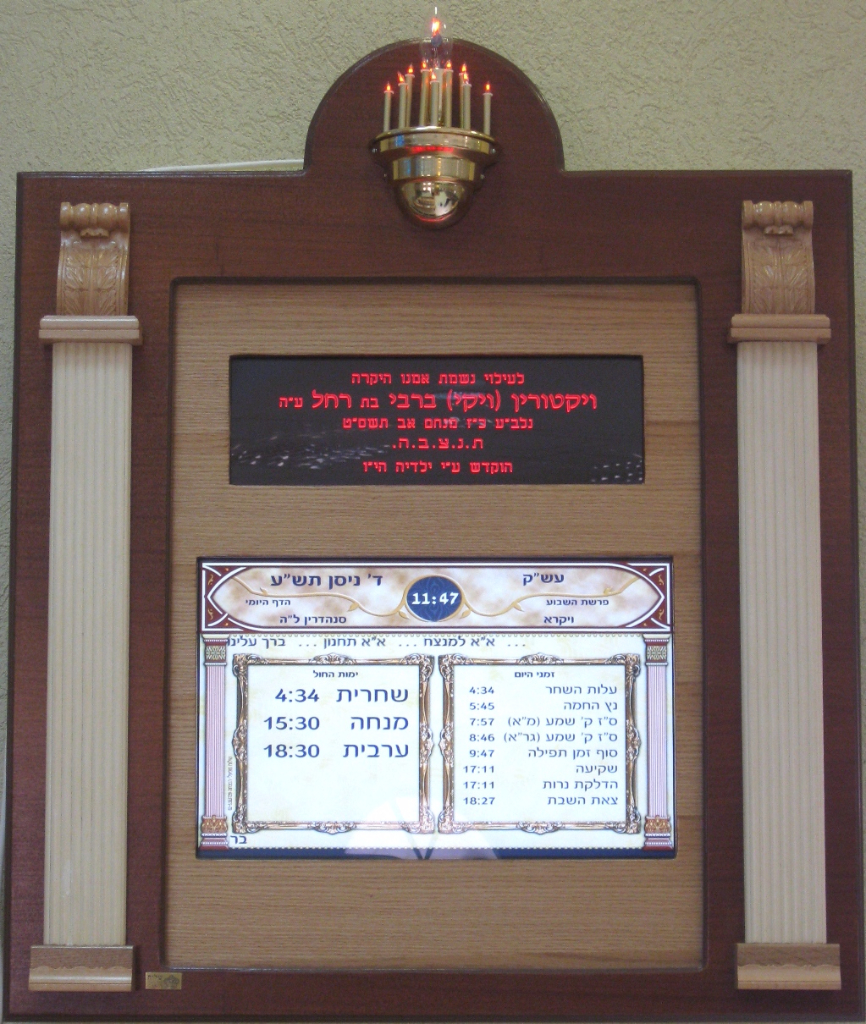 לעילוי נשמת אמנו היקרה
ויקטורין (ויקי) ברבי בת רחל ע״ה
נלב״ע כ״ז מנחם אב תשס״ט
ת.נ.צ.ב.ה.
הוקדש ע״י ילדיה הי״ו
עש״ק
ד׳ ניסן תש״ע
11:47
פרשת השבוע
הדף היומי
ויקרא
סנהדרין ל״ה
... א״א למנצח ... א״א תחנון ... ברך עלינו
זמני היום
עלות השחר 4:34
נץ החמה 5:45
ס״ז ק׳ שמע (מ״א) 7:57
ס״ז ק׳ שמע (גר״א) 8:46
סוף זמן תפילה 9:47
שקיעה 17:11
הדלקת נרות 17:11
צאת השבת 18:27
ימות החול
שחרית 4:34
מנחה 15:30
ערבית 18:30
בר